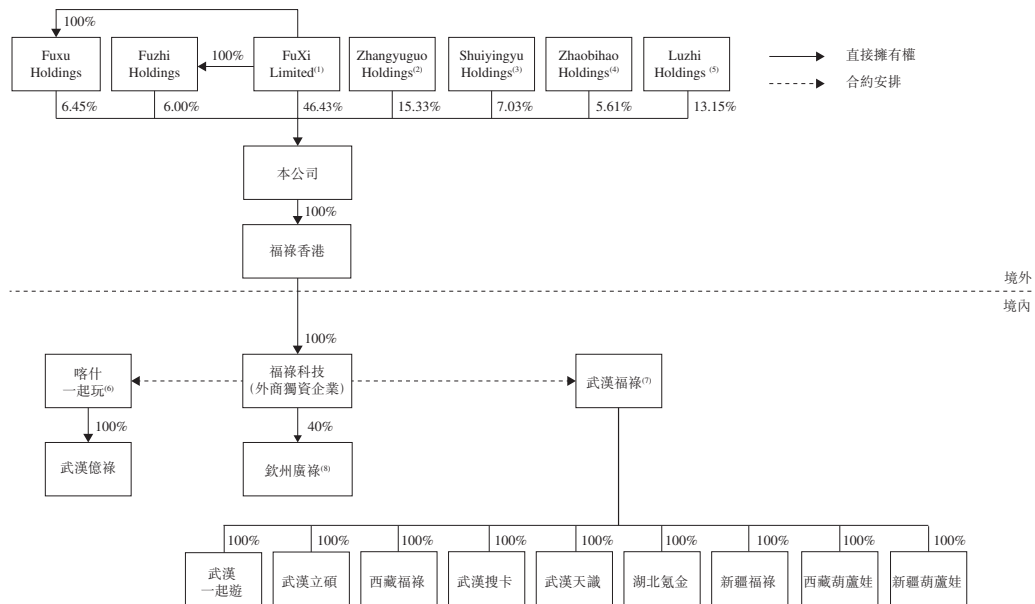 100%
Fuxu
Holdings
Fuzhi
Holdings
100%
FuXi
Limited(1)
Zhangyuguo
Holdings(2)
Shuiyingyu
Holdings(3)
Zhaobihao
Holdings(4)
Luzhi
Holdings (5)
直接擁有權
合約安排
6.45%
6.00%
46.43%
15.33%
7.03%
5.61%
13.15%
本公司
100%
福祿香港
境外
境內
100%
喀什
一起玩(6)
福祿科技
(外商獨資企業)
武漢福祿(7)
100%
40%
武漢億祿
欽州廣祿(8)
100%
100%
100%
100%
100%
100%
100%
100%
100%
武漢
一起遊
武漢立碩
西藏福祿
武漢搜卡
武漢天識
湖北氪金
新疆福祿
西藏葫蘆娃
新疆葫蘆娃